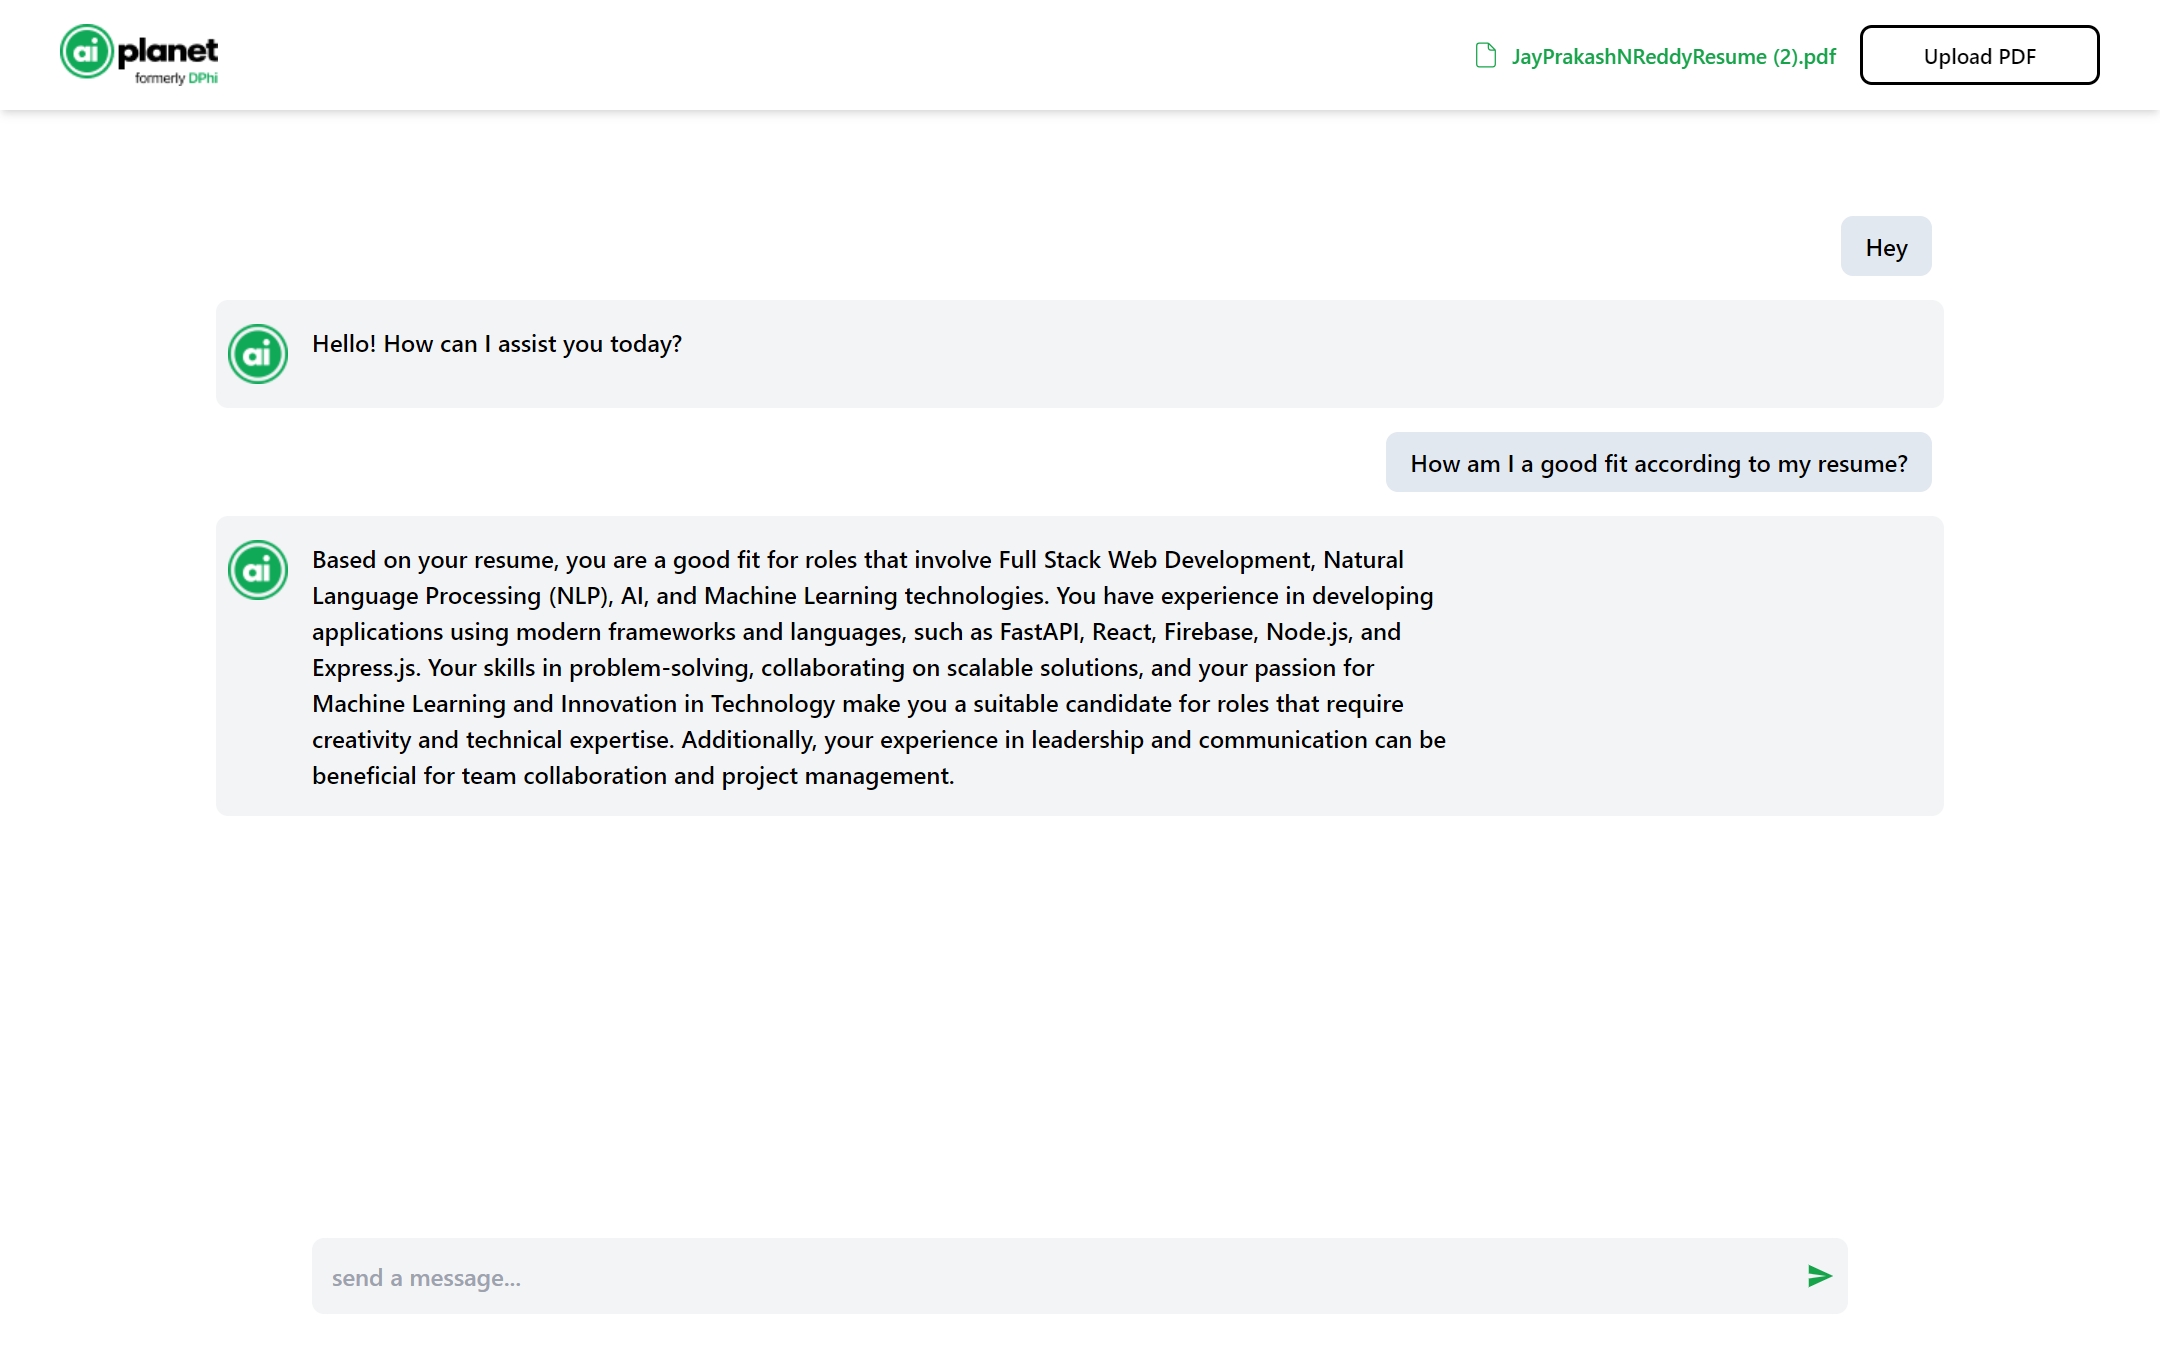 ai planet
formerly DPhi
JayPrakashNReddyResume (2).pdf
Upload PDF
Hey
ai
Hello! How can I assist you today?
How am I a good fit according to my resume?
ai
Based on your resume, you are a good fit for roles that involve Full Stack Web Development, Natural
Language Processing (NLP), AI, and Machine Learning technologies. You have experience in developing
applications using modern frameworks and languages, such as FastAPI, React, Firebase, Node.js, and
Express.js. Your skills in problem-solving, collaborating on scalable solutions, and your passion for
Machine Learning and Innovation in Technology make you a suitable candidate for roles that require
creativity and technical expertise. Additionally, your experience in leadership and communication can be
beneficial for team collaboration and project management.
send a message...